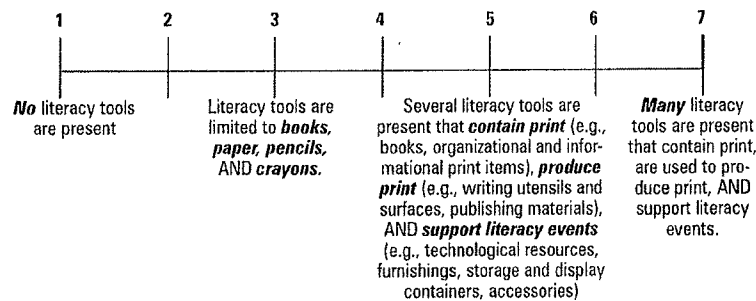 1 2 3 4 5 6 7
No literacy tools
are present
Literacy tools are
limited to books,
paper, pencils,
AND crayons.
Several literacy tools are
present that contain print (e.g.,
books, organizational and infor-
mational print items), produce
print (e.g., writing utensils and
surfaces, publishing materials),
AND support literacy events
(e.g., technological resources,
furnishings, storage and display
containers, accessories)
Many literacy
tools are present
that contain print,
are used to pro-
duce print, AND
support literacy
events.